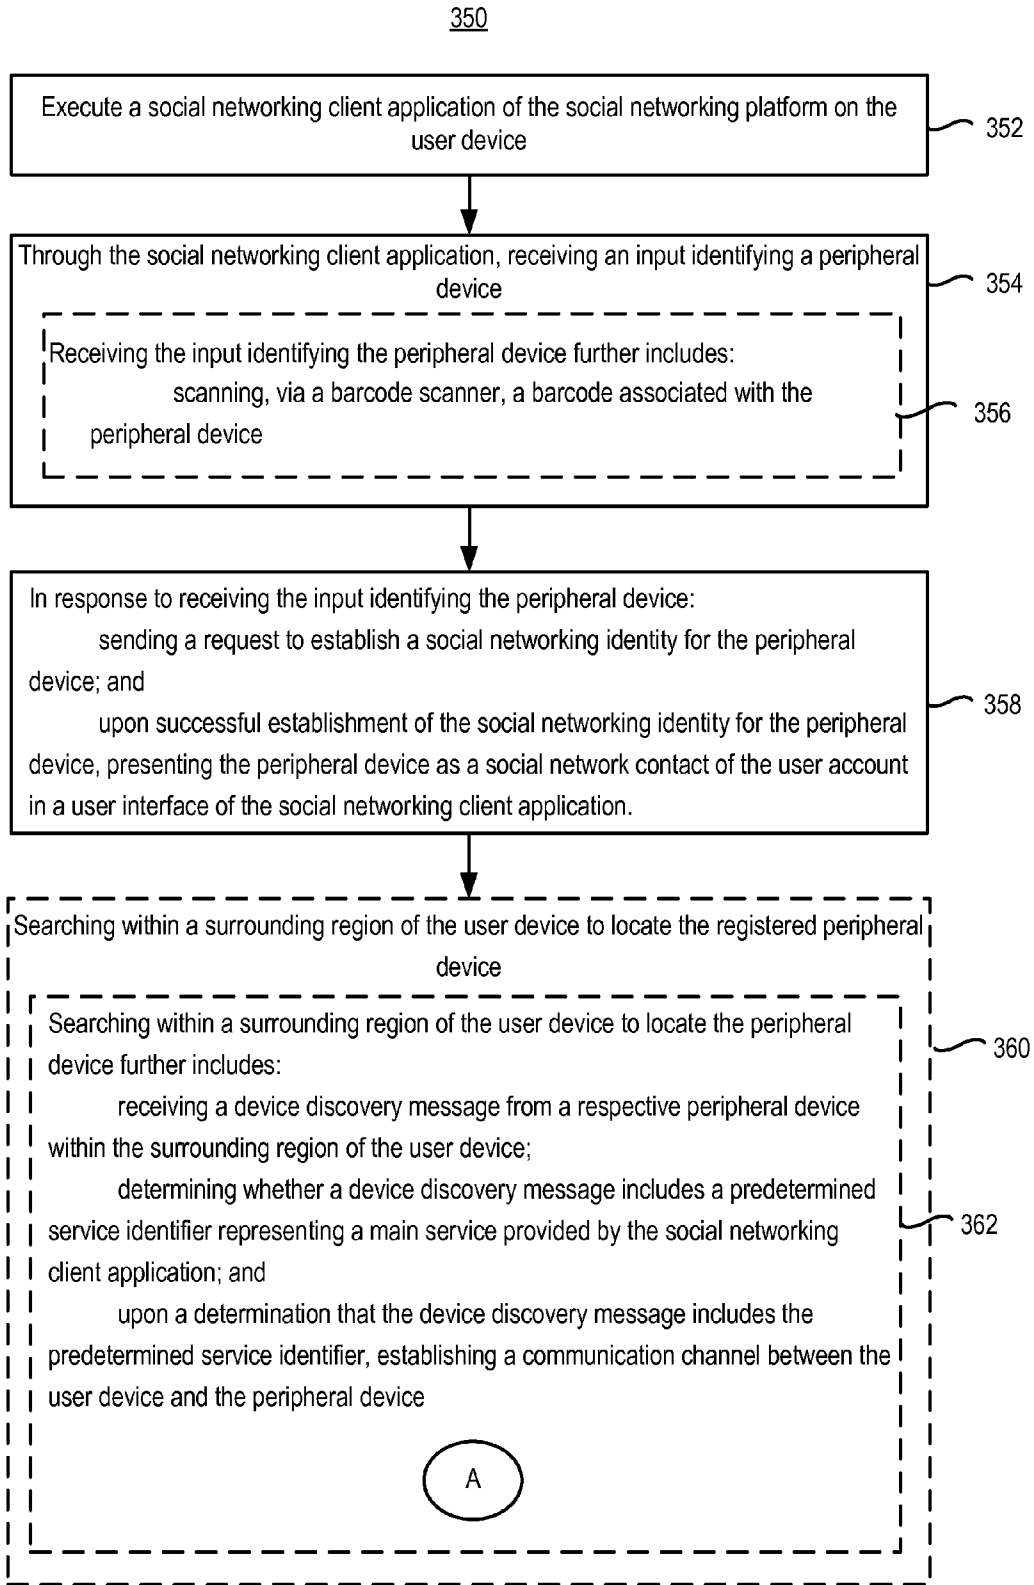 350
Execute a social networking client application of the social networking platform on the
user device
352
Through the social networking client application, receiving an input identifying a peripheral
device
354
Receiving the input identifying the peripheral device further includes:
scanning, via a barcode scanner, a barcode associated with the
peripheral device
356
In response to receiving the input identifying the peripheral device:
sending a request to establish a social networking identity for the peripheral
device; and
upon successful establishment of the social networking identity for the peripheral
device, presenting the peripheral device as a social network contact of the user account
in a user interface of the social networking client application.
358
Searching within a surrounding region of the user device to locate the registered peripheral
device
360
Searching within a surrounding region of the user device to locate the peripheral
device further includes:
receiving a device discovery message from a respective peripheral device
within the surrounding region of the user device;
determining whether a device discovery message includes a predetermined
service identifier representing a main service provided by the social networking
client application; and
upon a determination that the device discovery message includes the
predetermined service identifier, establishing a communication channel between the
user device and the peripheral device
362
A